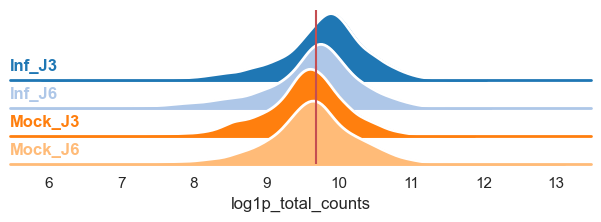 Inf_J3
Inf_J6
Mock_J3
Mock_J6
6 7 8 9 10 11 12 13
log1p_total_counts